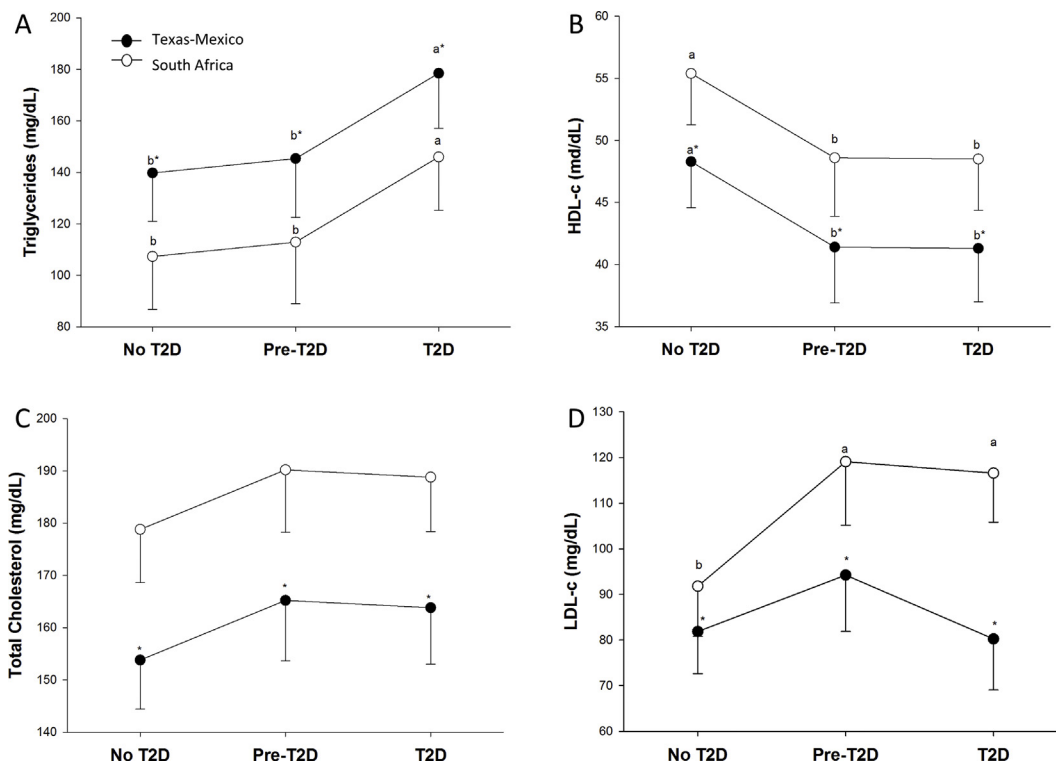 A
Texas-Mexico
South Africa
Triglycerides (mg/dL)
200
180
160
140
120
100
80
b*
b*
a*
b
b
a
No T2D
Pre-T2D
T2D
B
HDL-c (md/dL)
60
55
50
45
40
35
a
b
b
a*
b*
b*
No T2D
Pre-T2D
T2D
C
Total Cholesterol (mg/dL)
200
190
180
170
160
150
140
*
*
*
No T2D
Pre-T2D
T2D
D
LDL-c (mg/dL)
130
120
110
100
90
80
70
60
b
a
a
*
*
*
No T2D
Pre-T2D
T2D